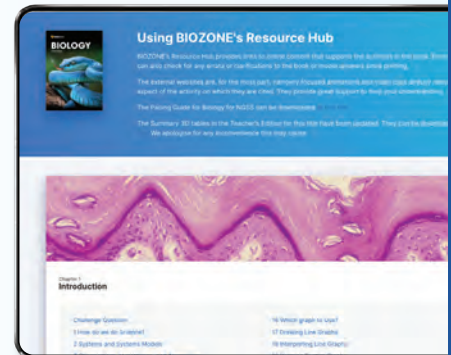 BIOLOGY
Using BIOZONE's Resource Hub
BIOZONE's Resource Hub provides links to online content that supports the activities in the book. From
can also check for any errors or clarifications to the book or model answers since printing.
The external websites are, for the most part, narrowly focused animations and video clips directly
aspect of the activity on which they are cited. They provide great support to help your understanding.
The Pacing Guide for Biology for NGSS can be downloaded
The Summary 3D tables in the Teacher's Edition for this title have been updated. They can be downloaded
We apologise for any inconvenience this may cause.
Chapter 1
Introduction
Challenge Question
1 How do we do Science?
2 Systems and Systems Models
16 Which graph to Use?
17 Drawing Line Graphs
18 Interpreting Line Graphs